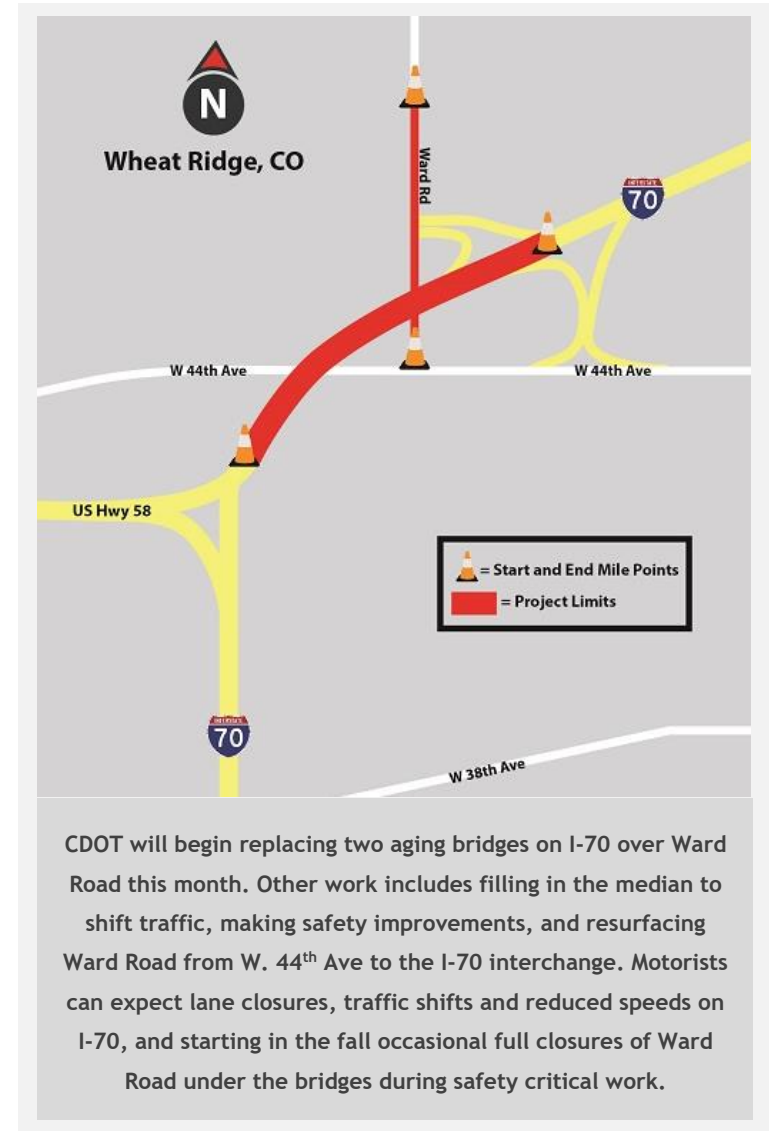 N
Wheat Ridge, CO
Ward Rd
INTERSTATE
70
W 44th Ave
W 44th Ave
US Hwy 58
= Start and End Mile Points
= Project Limits
INTERSTATE
70
W 38th Ave
CDOT will begin replacing two aging bridges on I-70 over Ward
Road this month. Other work includes filling in the median to
shift traffic, making safety improvements, and resurfacing
Ward Road from W. 44th Ave to the I-70 interchange. Motorists
can expect lane closures, traffic shifts and reduced speeds on
I-70, and starting in the fall occasional full closures of Ward
Road under the bridges during safety critical work.